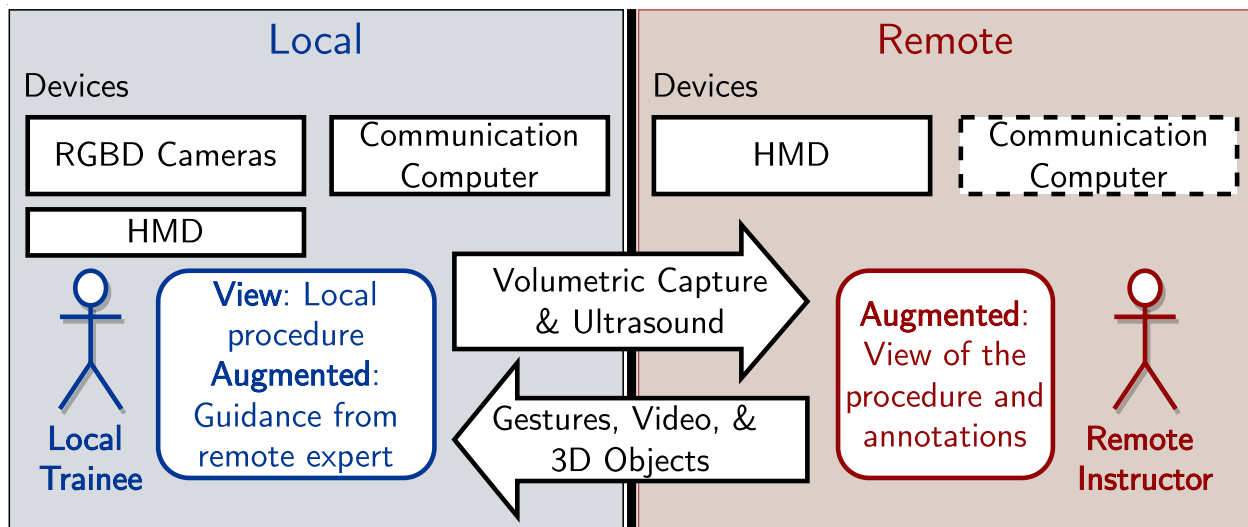 Local
Devices
RGBD Cameras
Communication
Computer
HMD
View: Local
procedure
Augmented:
Guidance from
remote expert
Local
Trainee
Volumetric Capture
& Ultrasound
Gestures, Video, &
3D Objects
Remote
Devices
HMD
Communication
Computer
Augmented:
View of the
procedure and
annotations
Remote
Instructor